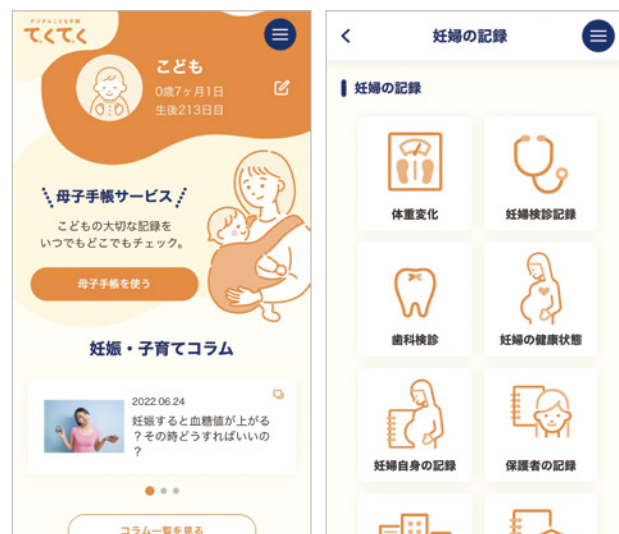 デジタルこども手帳
てくてく
こども
0歳7ヶ月1日
生後213日目
母子手帳サービス
こどもの大切な記録を
いつでもどこでもチェック。
母子手帳を使う
妊娠・子育てコラム
2022.06.24
妊娠すると血糖値が上がる
？その時どうすればいいの
？
コラム一覧を見る
妊婦の記録
妊婦の記録
体重変化
妊婦検診記録
歯科検診
妊婦の健康状態
妊婦自身の記録
保護者の記録